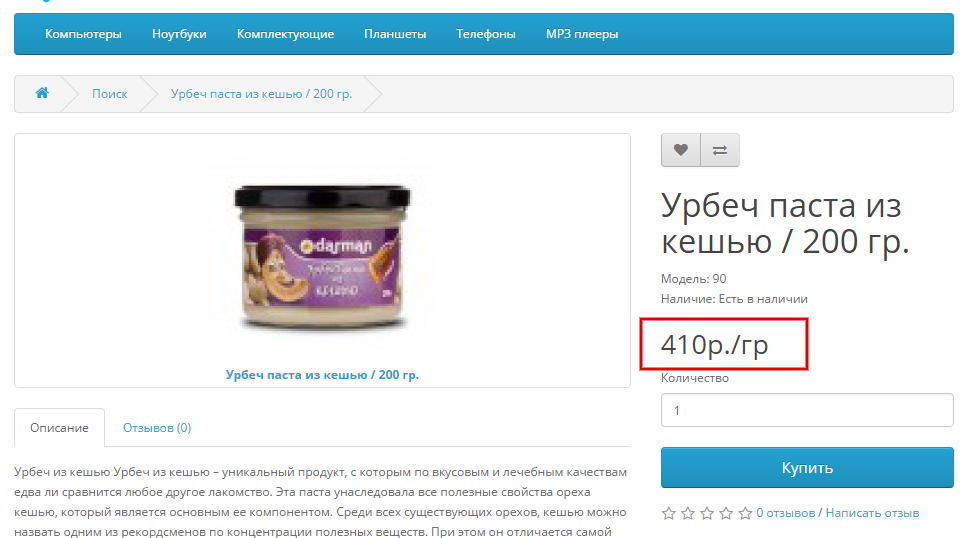 Компьютеры Ноутбуки Комплектующие Планшеты Телефоны MP3 плееры
Поиск Урбеч паста из кешью / 200 гр.
darman
Урбеч паста из
кешью / 200 гр.
Модель: 90
Наличие: Есть в наличии
410р./гр
Количество
1
Купить
0 отзывов / Написать отзыв
Урбеч паста из кешью / 200 гр.
Описание Отзывов (0)
Урбеч из кешью Урбеч из кешью – уникальный продукт, с которым по вкусовым и лечебным качествам
едва ли сравнится любое другое лакомство. Эта паста унаследовала все полезные свойства ореха
кешью, который является основным ее компонентом. Среди всех существующих орехов, кешью можно
назвать одним из рекордсменов по концентрации полезных веществ. При этом он отличается самой